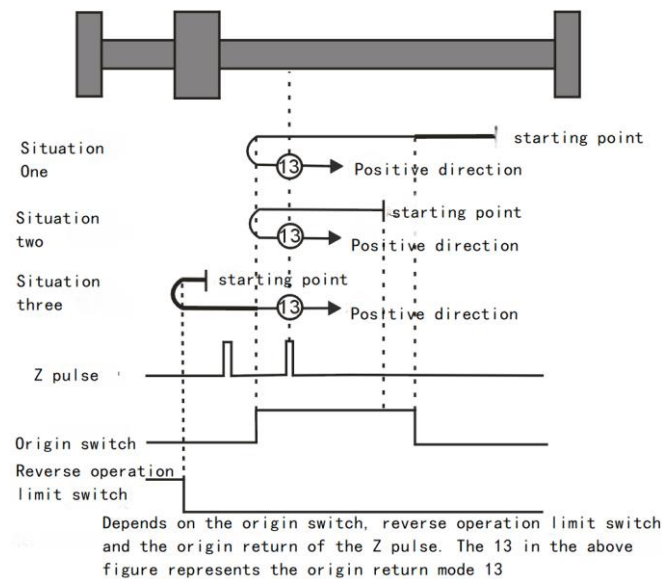 Situation
One
starting point
13
Positive direction
Situation
two
starting point
13
Positive direction
Situation
three
starting point
13
Positive direction
Z pulse
Origin switch
Reverse operation
limit switch
Depends on the origin switch, reverse operation limit switch
and the origin return of the Z pulse. The 13 in the above
figure represents the origin return mode 13